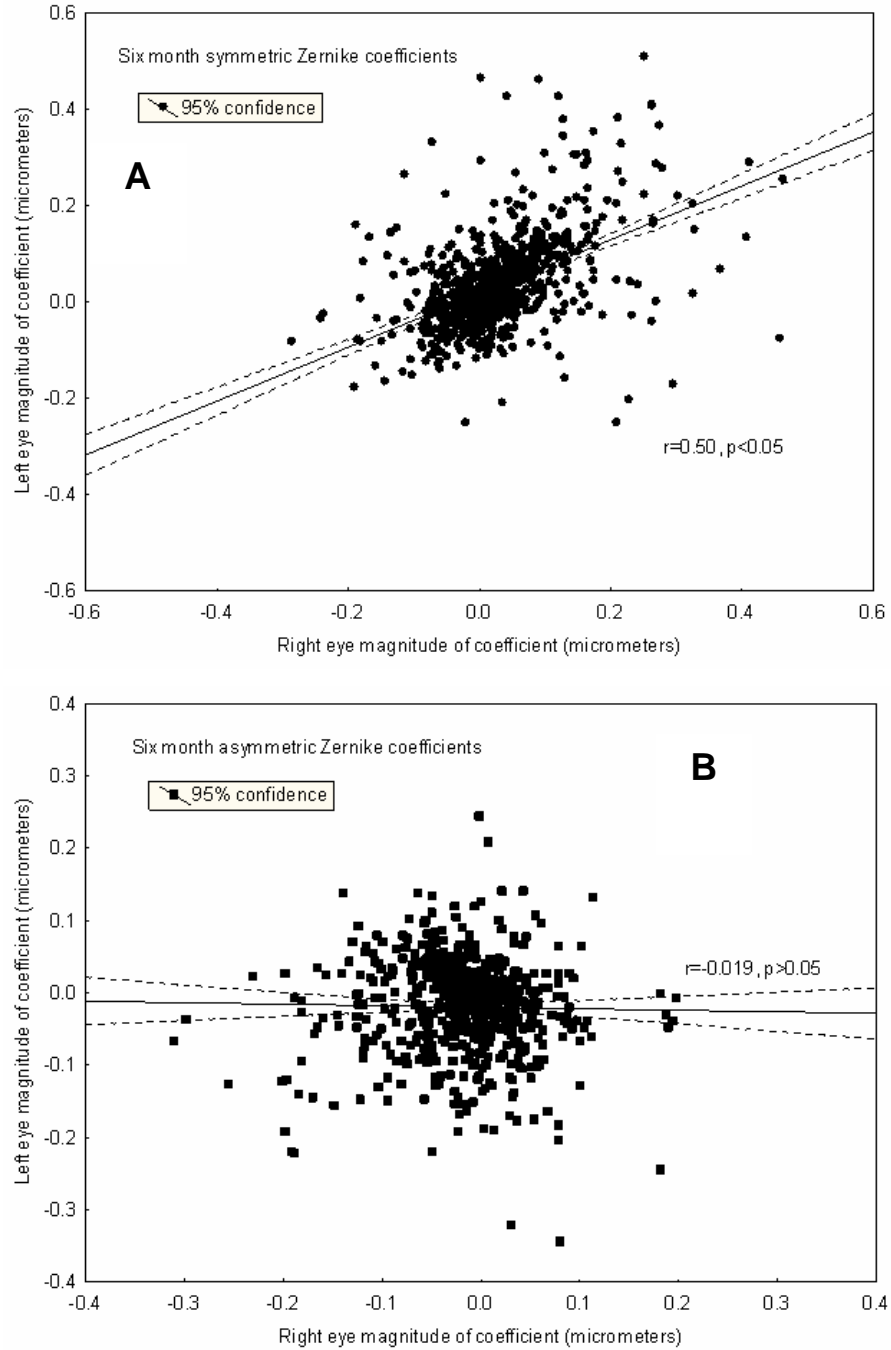 Six month symmetric Zernike coefficients
95% confidence
A
r=0.50, p<0.05
0.6
0.4
0.2
0.0
-0.2
-0.4
-0.6
Left eye magnitude of coefficient (micrometers)
-0.6 -0.4 -0.2 0.0 0.2 0.4 0.6
Right eye magnitude of coefficient (micrometers)
Six month asymmetric Zernike coefficients
95% confidence
B
r=-0.019, p>0.05
0.4
0.3
0.2
0.1
0.0
-0.1
-0.2
-0.3
-0.4
Left eye magnitude of coefficient (micrometers)
-0.4 -0.3 -0.2 -0.1 0.0 0.1 0.2 0.3 0.4
Right eye magnitude of coefficient (micrometers)